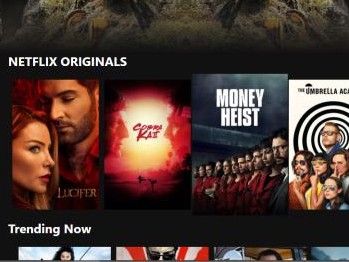 NETFLIX ORIGINALS
LUCIFER
COBRA
KAI
MONEY
HEIST
THE UMBRELLA ACA
Trending Now